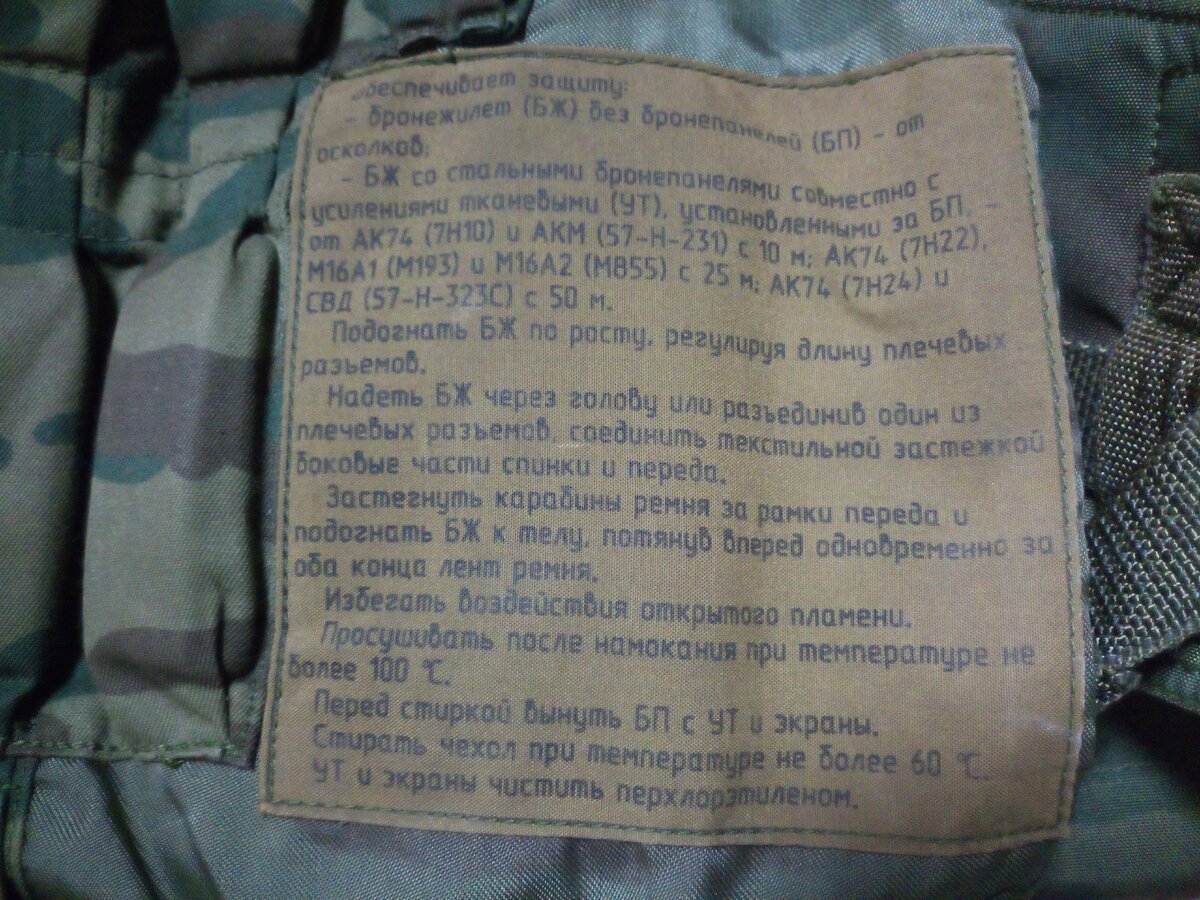 обеспечивает защиту:
- бронежилет (БЖ) без бронепанелей (БП) - от
осколков;
- БЖ со стальными бронепанелями совместно с
усилениями тканевыми (УТ), установленными за БП, -
от АК74 (7Н10) и АКМ (57-Н-231) с 10 м; АК74 (7Н22),
М16А1 (М193) и М16А2 (М855) с 25 м; АК74 (7Н24) и
СВД (57-Н-323С) с 50 м.
Подогнать БЖ по росту, регулируя длину плечевых
разъемов.
Надеть БЖ через голову или разъединив один из
плечевых разъемов, соединить текстильной застежкой
боковые части спинки и переда.
Застегнуть карабины ремня за рамки переда и
подогнать БЖ к телу, потянув вперед одновременно за
оба конца лент ремня.
Избегать воздействия открытого пламени.
Просушивать после намокания при температуре не
более 100 °С.
Перед стиркой вынуть БП с УТ и экраны.
Стирать чехол при температуре не более 60 °С.
УТ и экраны чистить перхлорэтиленом.